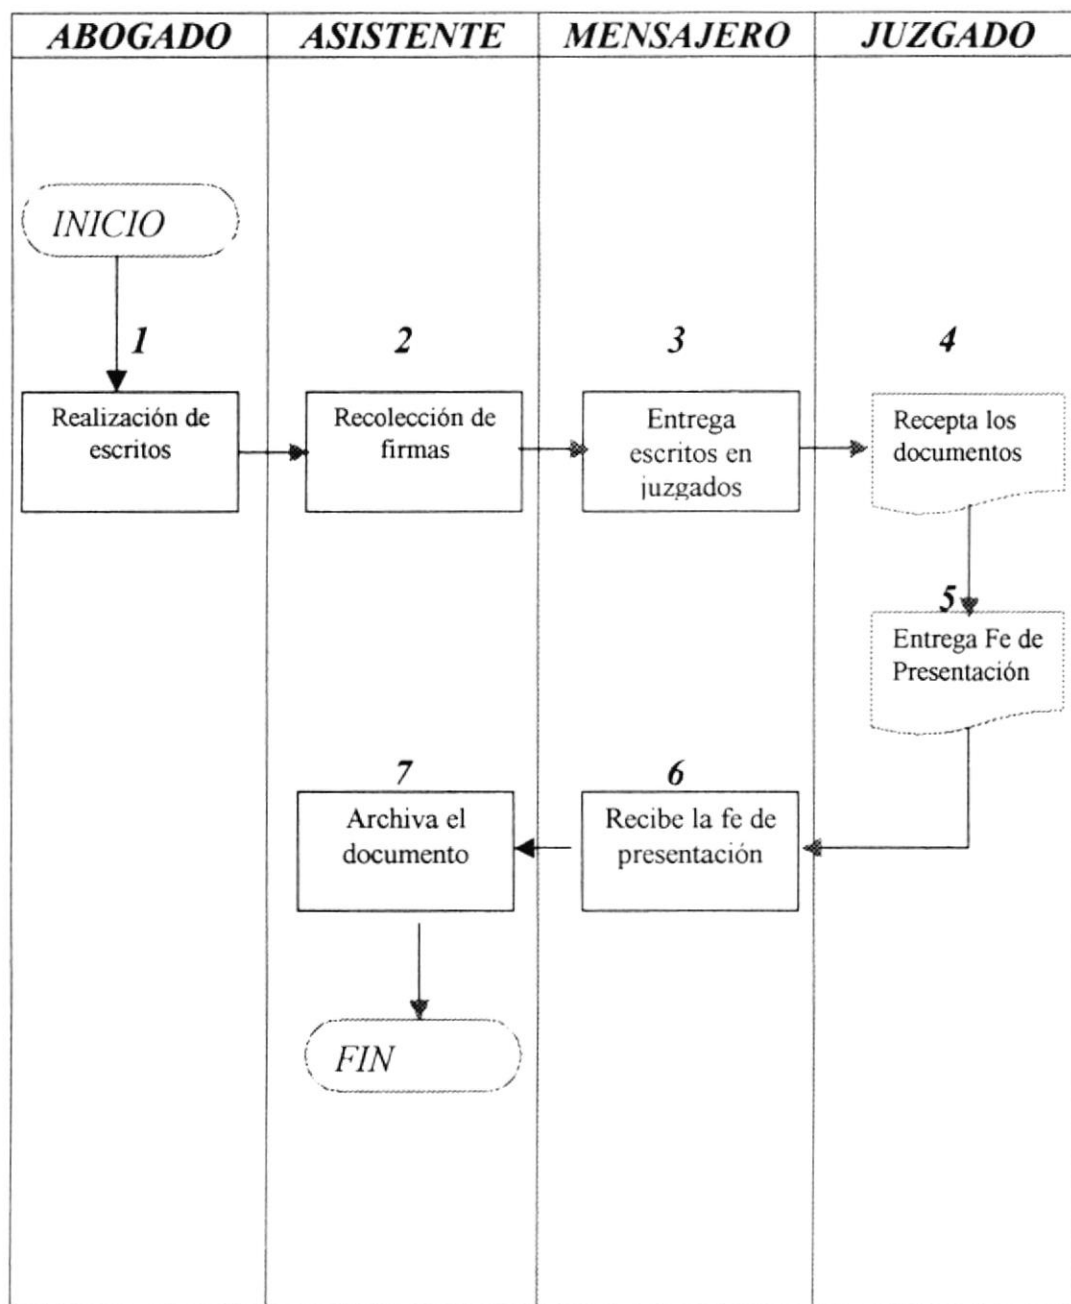 ABOGADO
ASISTENTE
MENSAJERO
JUZGADO
INICIO
1
2
3
4
Realización de
escritos
Recolección de
firmas
Entrega
escritos en
juzgados
Recepta los
documentos
5
Entrega Fe de
Presentación
7
6
Archiva el
documento
Recibe la fe de
presentación
FIN